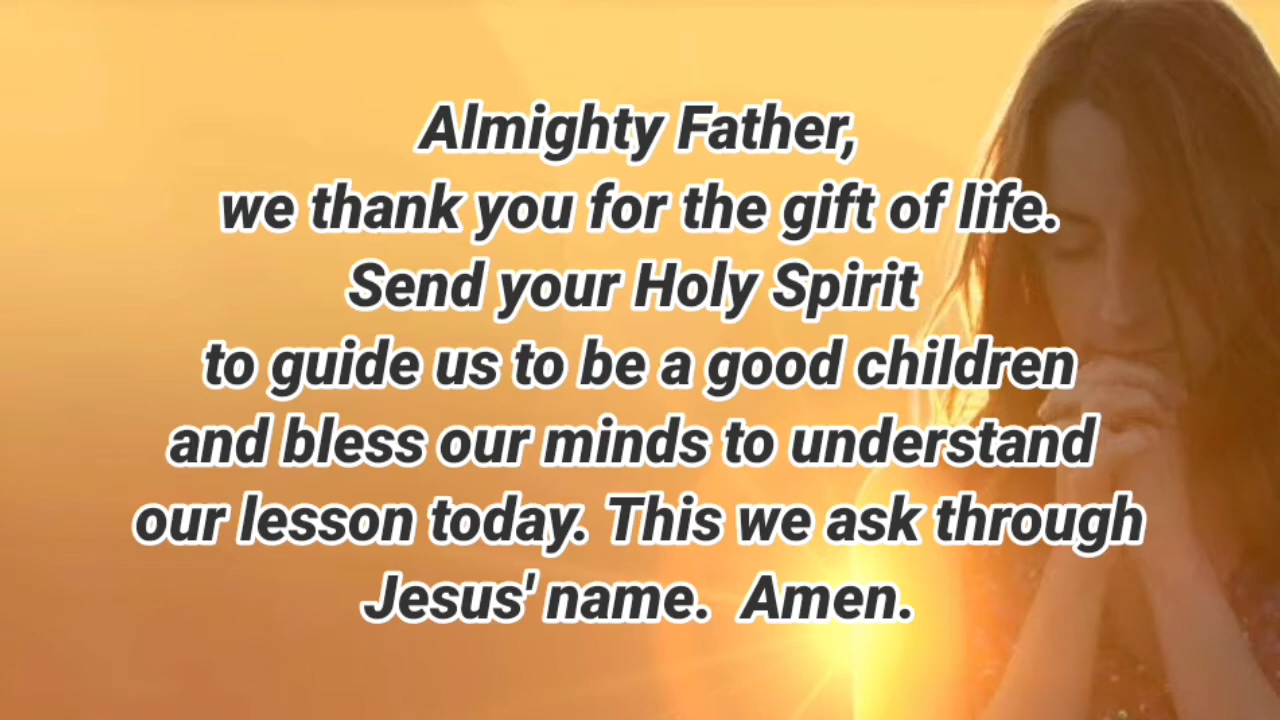 Almighty Father,
we thank you for the gift of life.
Send your Holy Spirit
to guide us to be a good children
and bless our minds to understand
our lesson today. This we ask through
Jesus' name.  Amen.